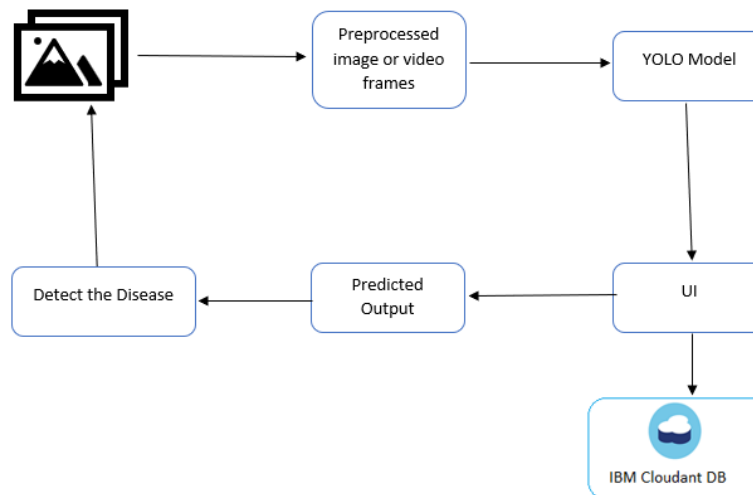 Preprocessed
image or video
frames
YOLO Model
Detect the Disease
Predicted
Output
UI
IBM Cloudant DB